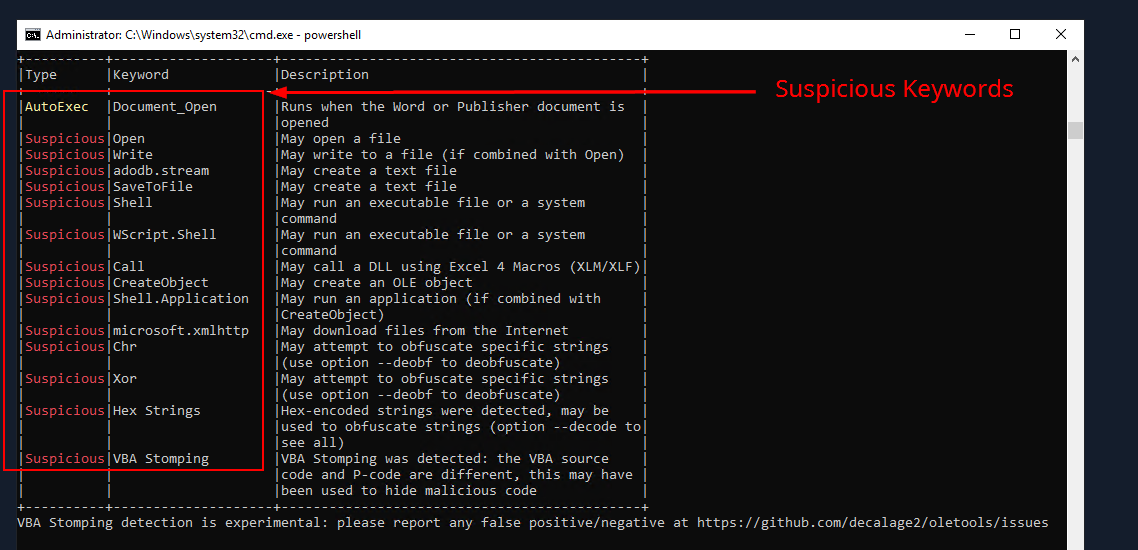 Administrator: C:\Windows\system32\cmd.exe - powershell
Type Keyword Description
Suspicious Keywords
AutoExec Document_Open Runs when the Word or Publisher document is
opened
Suspicious Open May open a file
Suspicious Write May write to a file (if combined with Open)
Suspicious adodb.stream May create a text file
Suspicious SaveToFile May create a text file
Suspicious Shell May run an executable file or a system
command
Suspicious WScript.Shell May run an executable file or a system
command
Suspicious Call May call a DLL using Excel 4 Macros (XLM/XLF)
Suspicious CreateObject May create an OLE object
Suspicious Shell.Application May run an application (if combined with
CreateObject)
Suspicious microsoft.xmlhttp May download files from the Internet
Suspicious Chr May attempt to obfuscate specific strings
(use option --deobf to deobfuscate)
Suspicious Xor May attempt to obfuscate specific strings
(use option --deobf to deobfuscate)
Suspicious Hex Strings Hex-encoded strings were detected, may be
used to obfuscate strings (option --decode to
see all)
Suspicious VBA Stomping VBA Stomping was detected: the VBA source
code and P-code are different, this may have
been used to hide malicious code
VBA Stomping detection is experimental: please report any false positive/negative at https://github.com/decalage2/oletools/issues